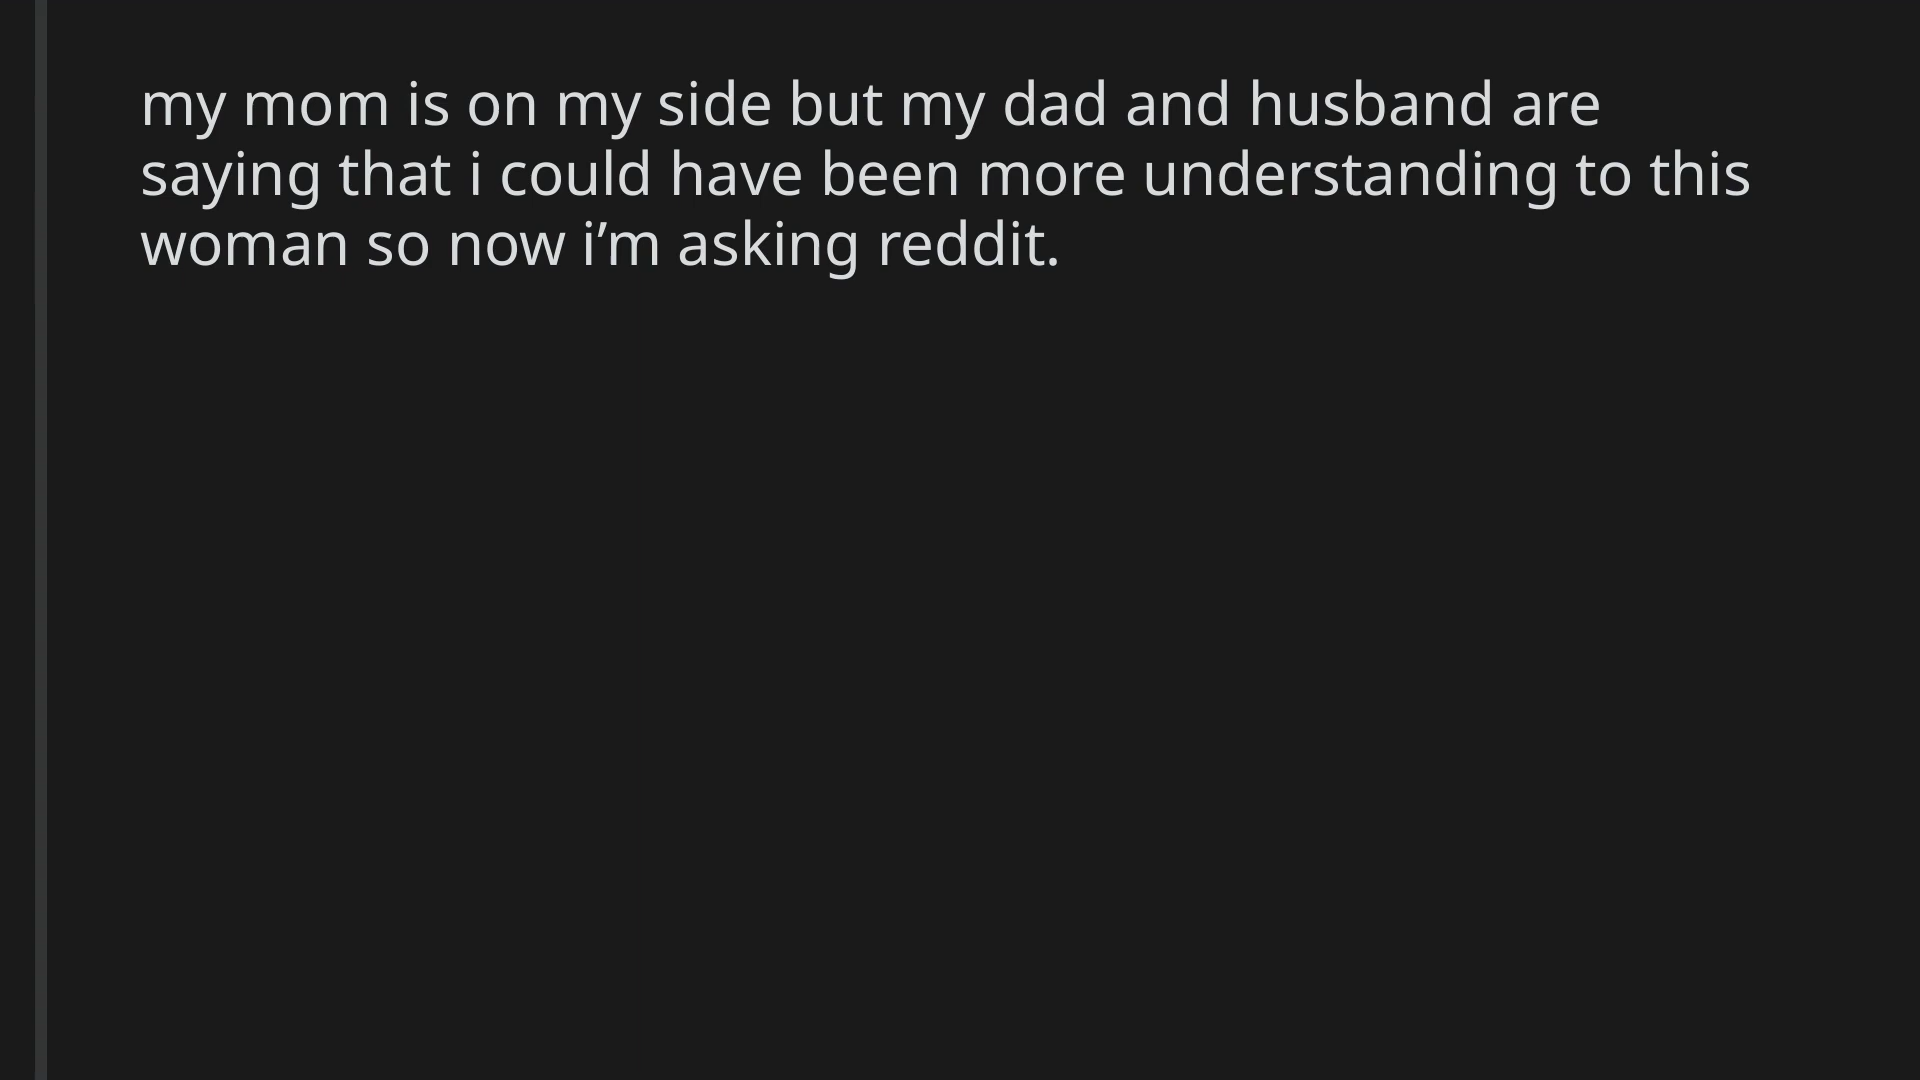 my mom is on my side but my dad and husband are
saying that i could have been more understanding to this
woman so now i’m asking reddit.